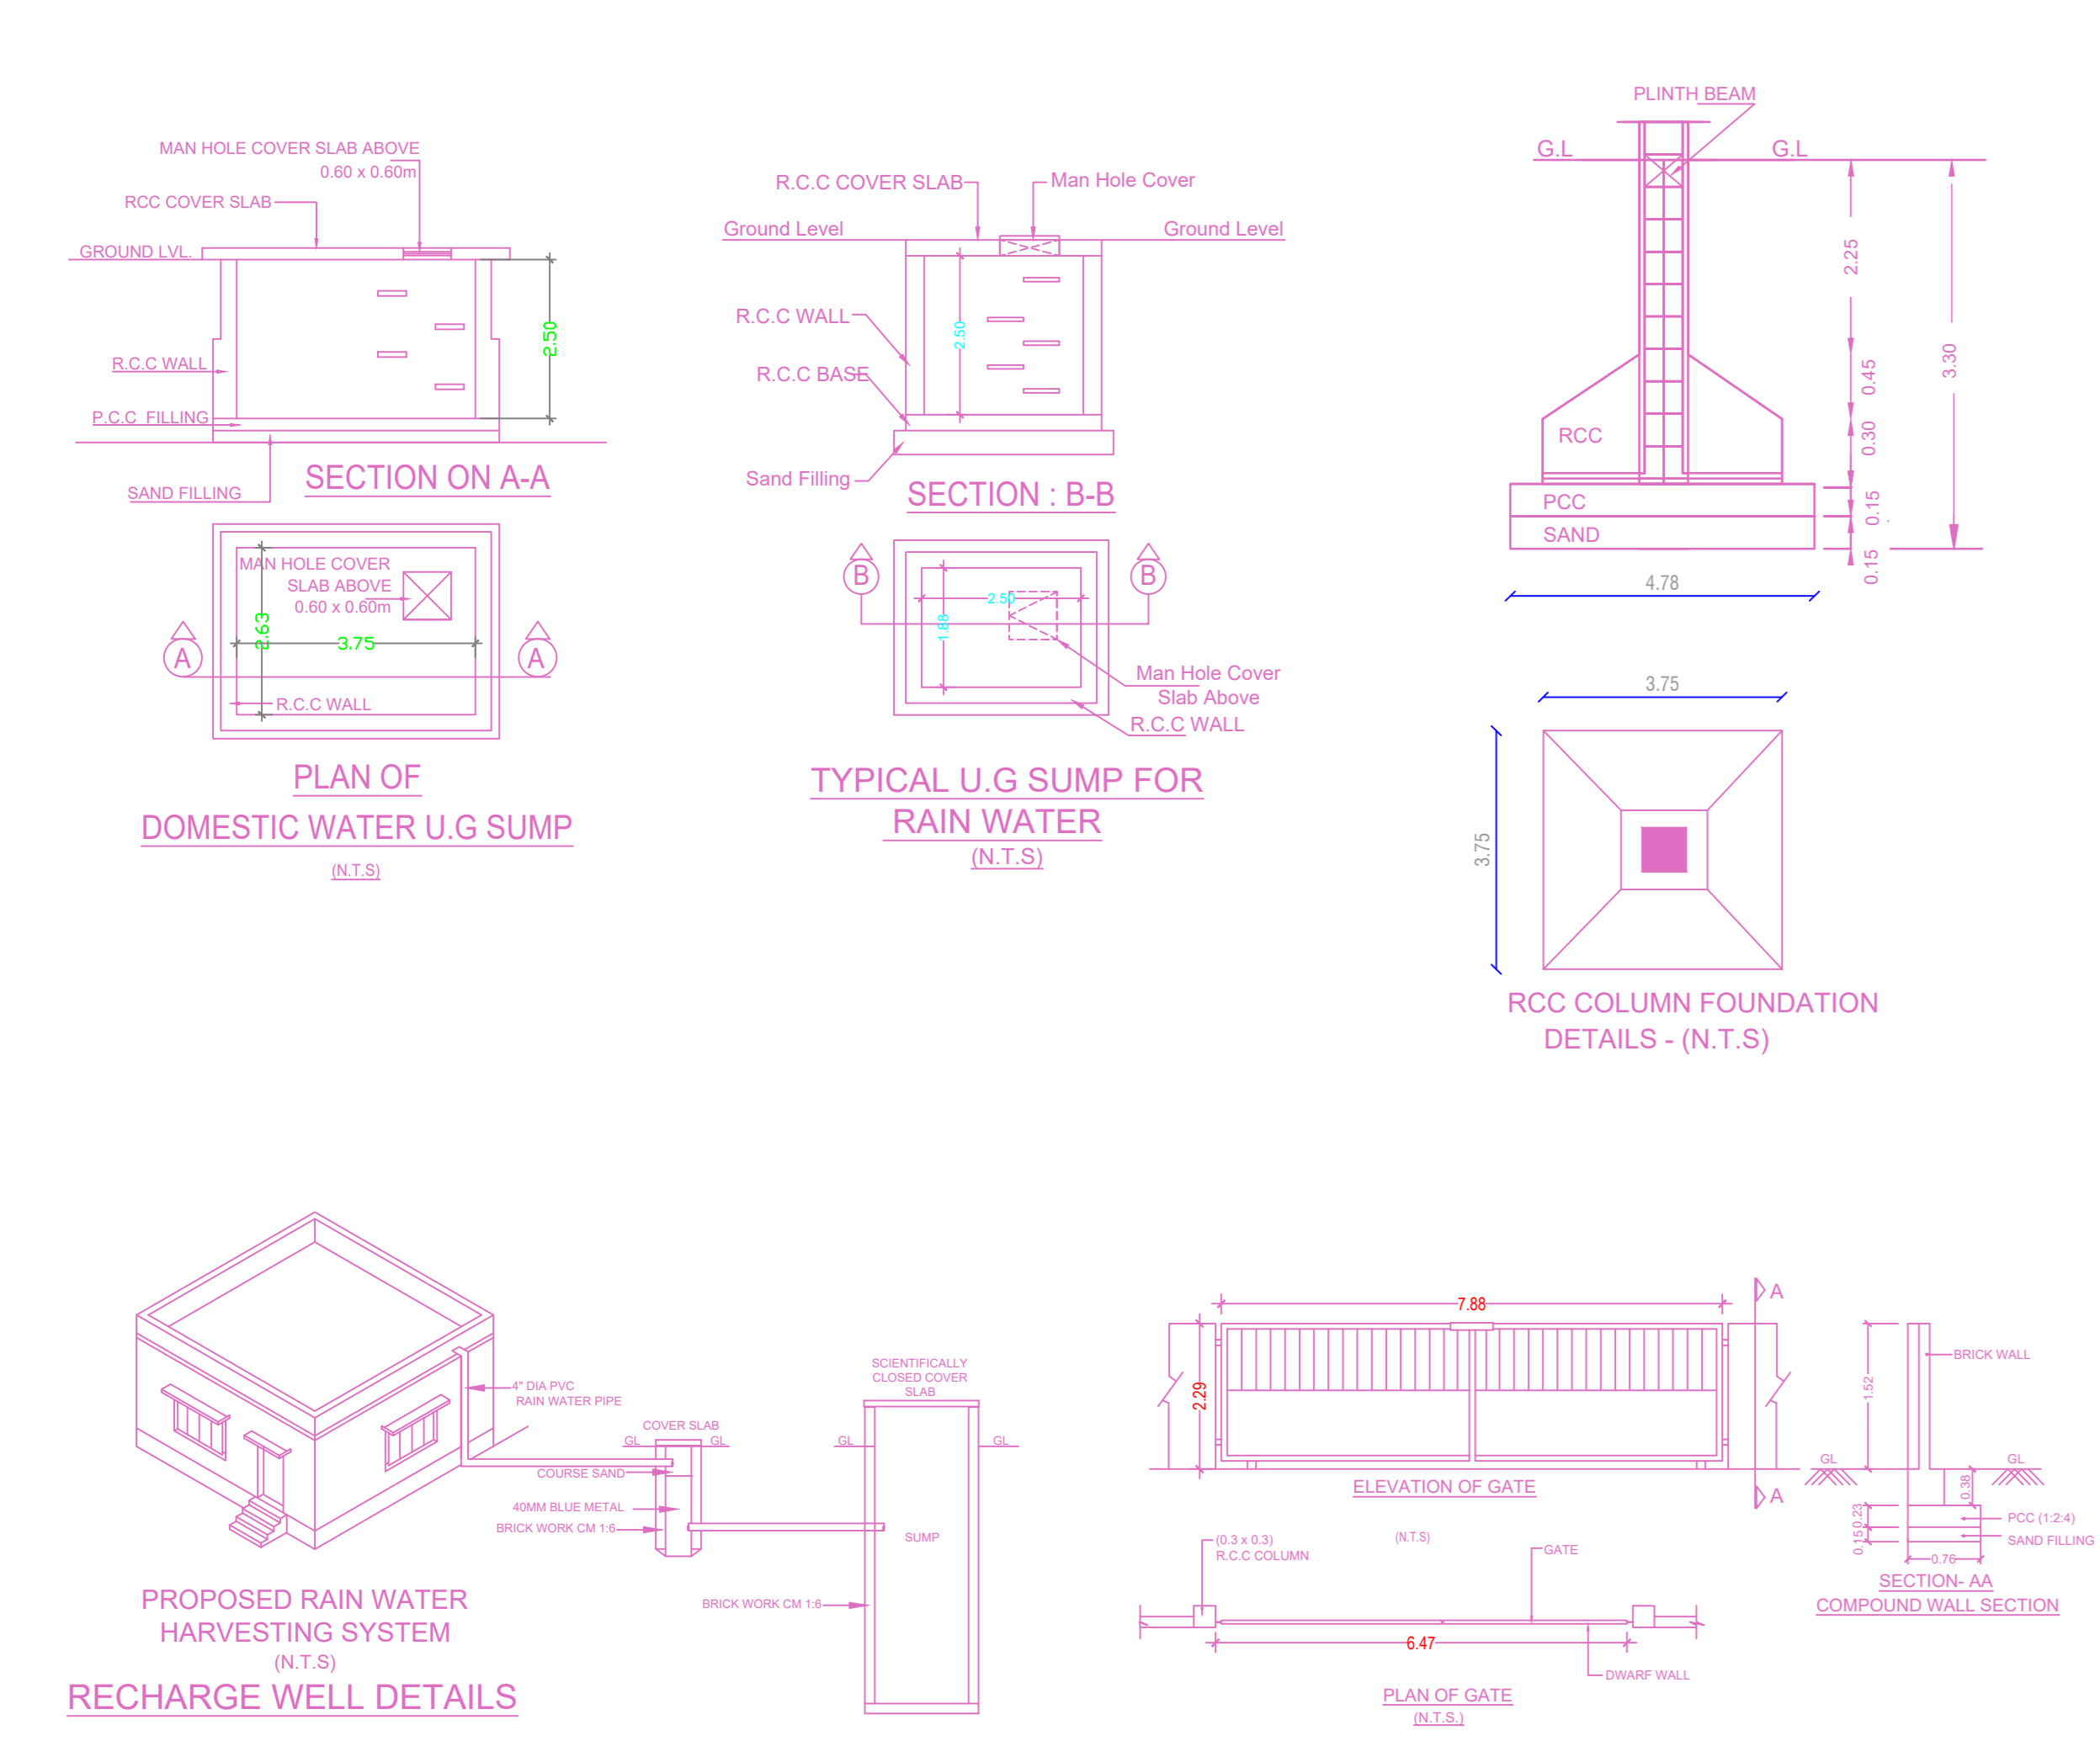 MAN HOLE COVER SLAB ABOVE
0.60 x 0.60m
RCC COVER SLAB
GROUND LVL.
2.50
R.C.C WALL
P.C.C FILLING
SAND FILLING
SECTION ON A-A
MAN HOLE COVER
SLAB ABOVE
0.60 x 0.60m
2.63
3.75
A
A
R.C.C WALL
PLAN OF
DOMESTIC WATER U.G SUMP
(N.T.S)
R.C.C COVER SLAB
Man Hole Cover
Ground Level
Ground Level
R.C.C WALL
2.50
R.C.C BASE
Sand Filling
SECTION : B-B
B
B
2.50
1.88
Man Hole Cover
Slab Above
R.C.C WALL
TYPICAL U.G SUMP FOR
RAIN WATER
(N.T.S)
PLINTH BEAM
G.L
G.L
2.25
0.45
3.30
0.30
RCC
PCC
0.15
SAND
0.15
4.78
3.75
3.75
RCC COLUMN FOUNDATION
DETAILS - (N.T.S)
4" DIA PVC
RAIN WATER PIPE
COVER SLAB
GL
GL
COURSE SAND
40MM BLUE METAL
BRICK WORK CM 1:6
SCIENTIFICALLY
CLOSED COVER
SLAB
GL
GL
SUMP
BRICK WORK CM 1:6
PROPOSED RAIN WATER
HARVESTING SYSTEM
(N.T.S)
RECHARGE WELL DETAILS
7.88
2.29
A
A
ELEVATION OF GATE
(N.T.S)
(0.3 x 0.3)
R.C.C COLUMN
GATE
6.47
DWARF WALL
PLAN OF GATE
(N.T.S.)
BRICK WALL
1.52
GL
GL
0.38
0.23
0.15
PCC (1:2:4)
SAND FILLING
0.76
SECTION- AA
COMPOUND WALL SECTION